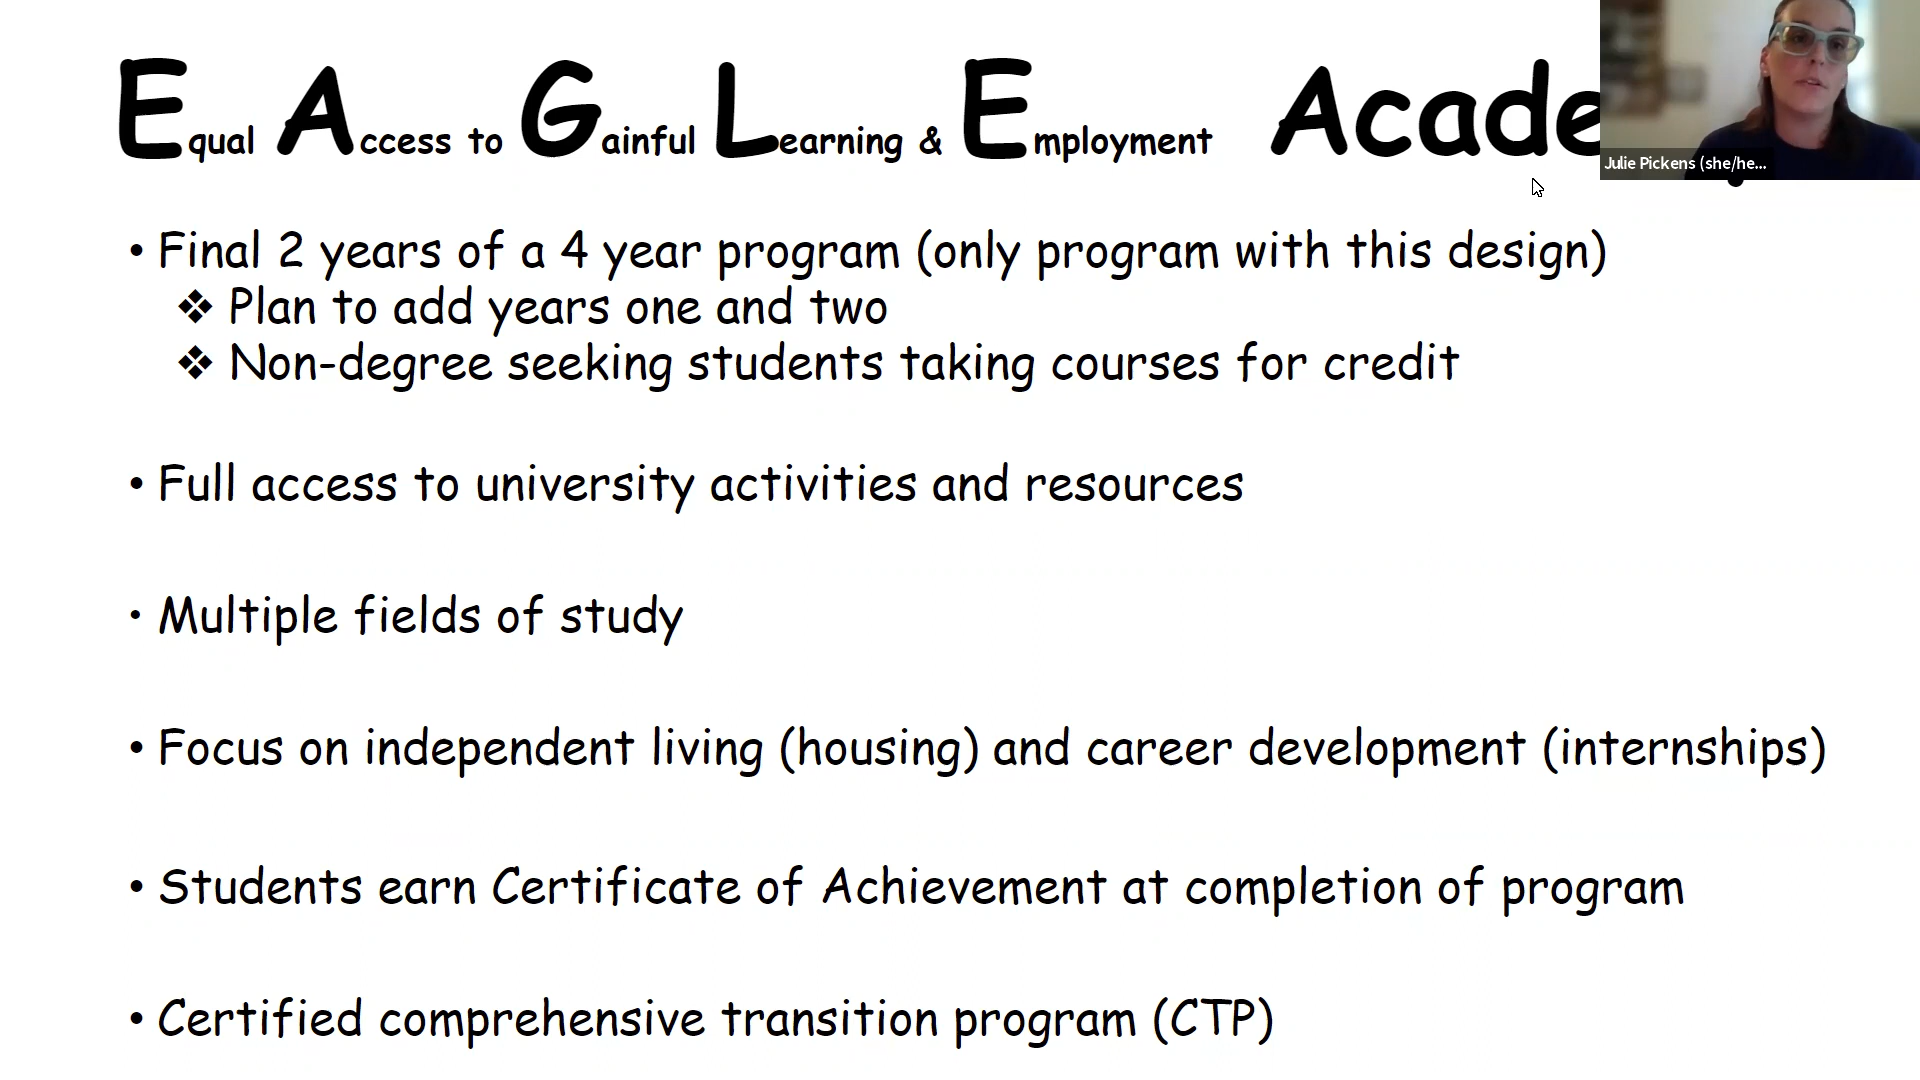 Equal Access to Gainful Learning & Employment Acade
Julie Pickens (she/he...
• Final 2 years of a 4 year program (only program with this design)
❖ Plan to add years one and two
❖ Non-degree seeking students taking courses for credit
• Full access to university activities and resources
• Multiple fields of study
• Focus on independent living (housing) and career development (internships)
• Students earn Certificate of Achievement at completion of program
• Certified comprehensive transition program (CTP)